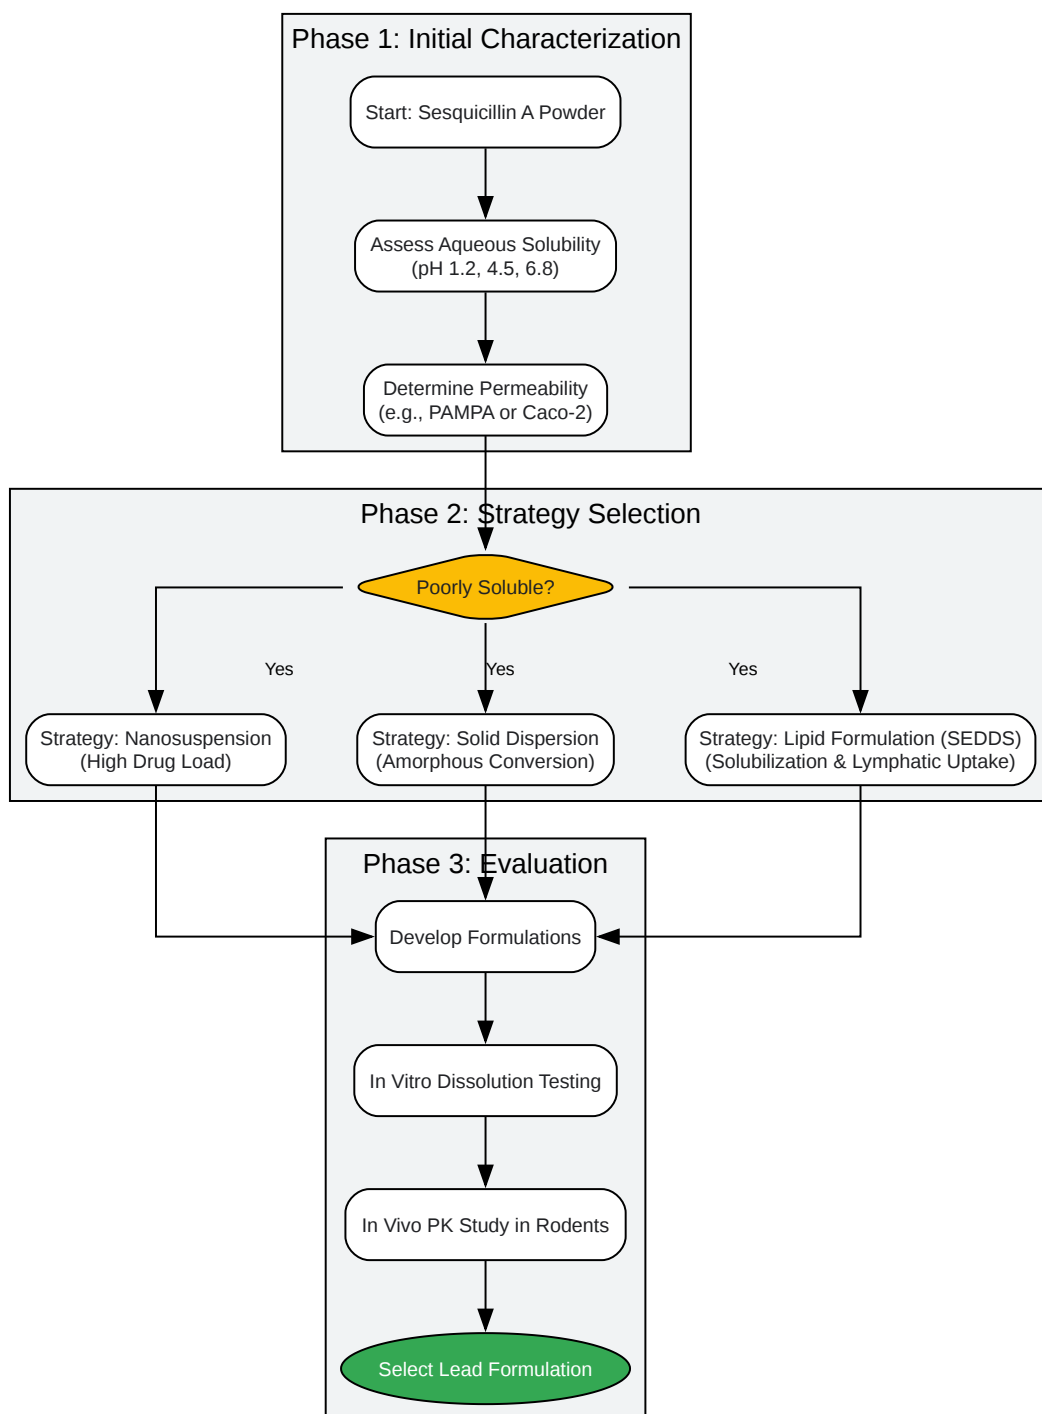 Phase 1: Initial Characterization
Start: Sesquicillin A Powder
Assess Aqueous Solubility
(pH 1.2, 4.5, 6.8)
Determine Permeability
(e.g., PAMPA or Caco-2)
Phase 2: Strategy Selection
Poorly Soluble?
Yes
Yes
Yes
Strategy: Nanosuspension
(High Drug Load)
Strategy: Solid Dispersion
(Amorphous Conversion)
Strategy: Lipid Formulation (SEDDS)
(Solubilization & Lymphatic Uptake)
Phase 3: Evaluation
Develop Formulations
In Vitro Dissolution Testing
In Vivo PK Study in Rodents
Select Lead Formulation